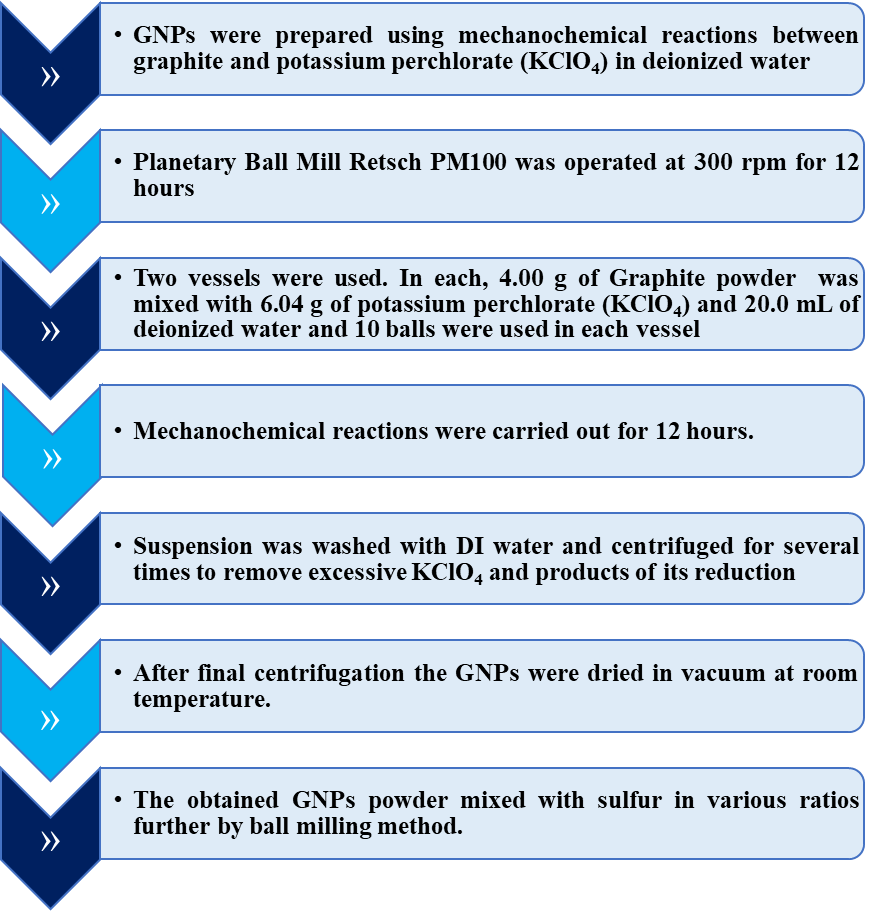 »
• GNPs were prepared using mechanochemical reactions between
graphite and potassium perchlorate (KClO₄) in deionized water
»
• Planetary Ball Mill Retsch PM100 was operated at 300 rpm for 12
hours
»
• Two vessels were used. In each, 4.00 g of Graphite powder was
mixed with 6.04 g of potassium perchlorate (KClO₄) and 20.0 mL of
deionized water and 10 balls were used in each vessel
»
• Mechanochemical reactions were carried out for 12 hours.
»
• Suspension was washed with DI water and centrifuged for several
times to remove excessive KClO₄ and products of its reduction
»
• After final centrifugation the GNPs were dried in vacuum at room
temperature.
»
• The obtained GNPs powder mixed with sulfur in various ratios
further by ball milling method.